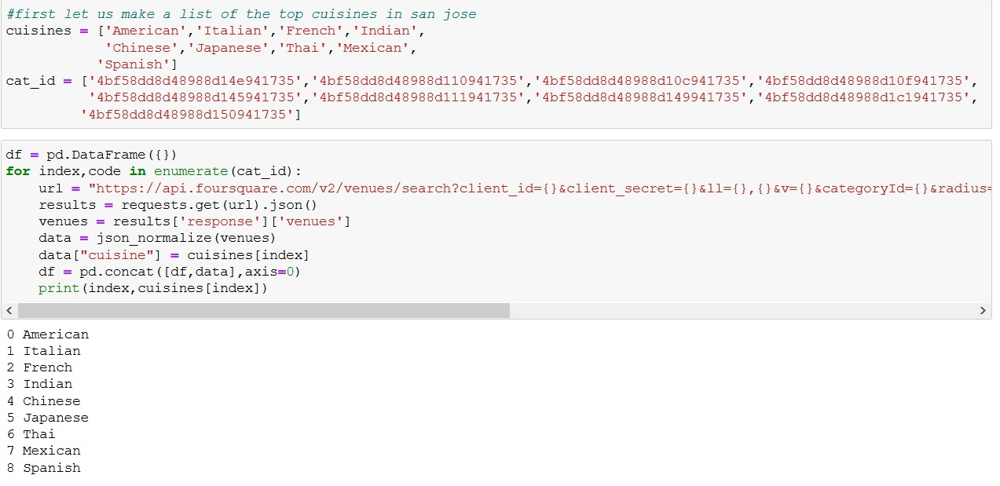 #first let us make a list of the top cuisines in san jose
cuisines = ['American','Italian','French','Indian',
            'Chinese','Japanese','Thai','Mexican',
           'Spanish']
cat_id = ['4bf58dd8d48988d14e941735','4bf58dd8d48988d110941735','4bf58dd8d48988d10c941735','4bf58dd8d48988d10f941735',
          '4bf58dd8d48988d145941735','4bf58dd8d48988d111941735','4bf58dd8d48988d149941735','4bf58dd8d48988d1c1941735',
         '4bf58dd8d48988d150941735']
df = pd.DataFrame({})
for index,code in enumerate(cat_id):
    url = "https://api.foursquare.com/v2/venues/search?client_id={}&client_secret={}&ll={},{}&v={}&categoryId={}&radius=
    results = requests.get(url).json()
    venues = results['response']['venues']
    data = json_normalize(venues)
    data["cuisine"] = cuisines[index]
    df = pd.concat([df,data],axis=0)
    print(index,cuisines[index])
0 American
1 Italian
2 French
3 Indian
4 Chinese
5 Japanese
6 Thai
7 Mexican
8 Spanish